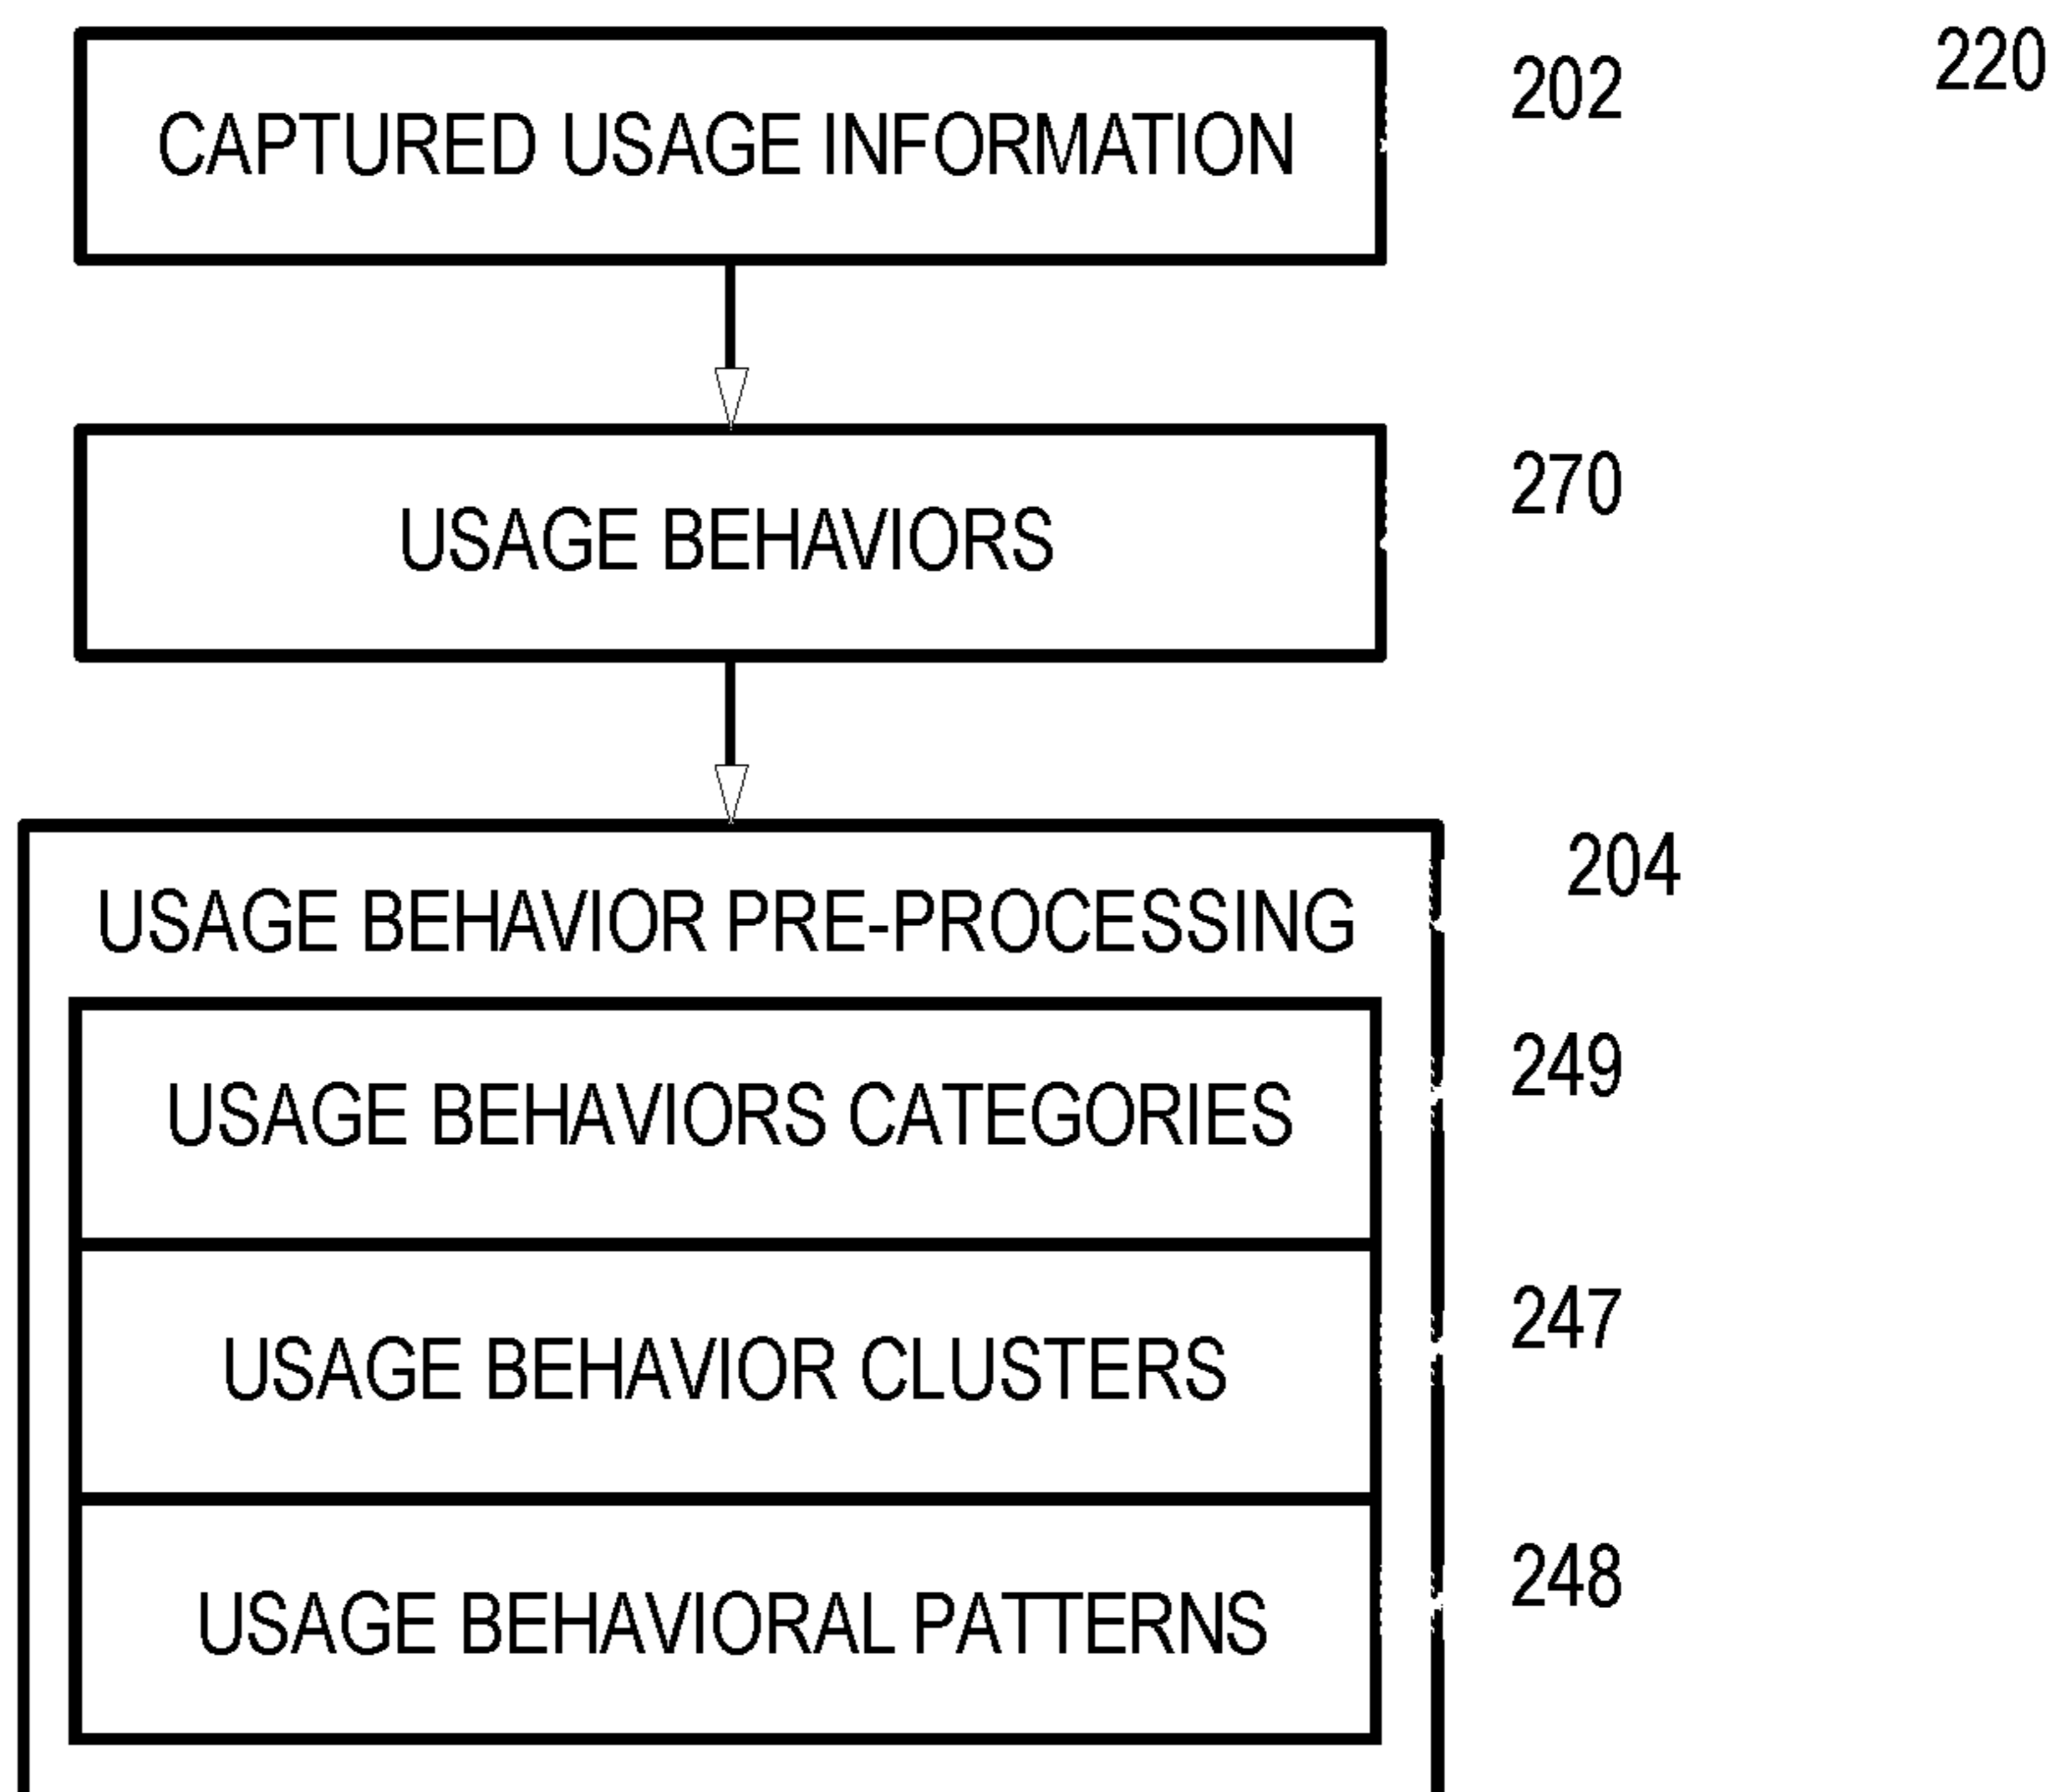 220
CAPTURED USAGE INFORMATION 202
USAGE BEHAVIORS 270
USAGE BEHAVIOR PRE-PROCESSING 204
USAGE BEHAVIORS CATEGORIES 249
USAGE BEHAVIOR CLUSTERS 247
USAGE BEHAVIORAL PATTERNS 248